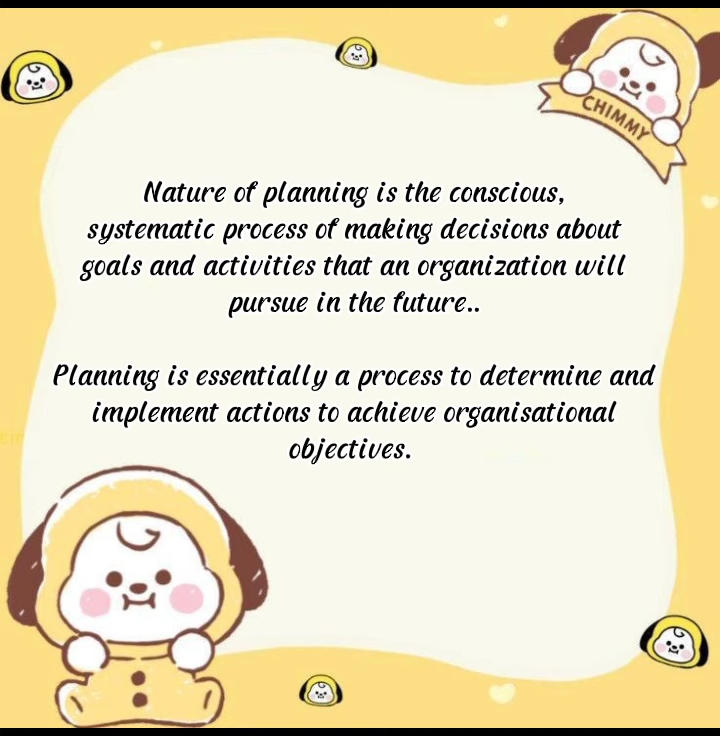 CHIMMY
Nature of planning is the conscious,
systematic process of making decisions about
goals and activities that an organization will
pursue in the future..
Planning is essentially a process to determine and
implement actions to achieve organisational
objectives.